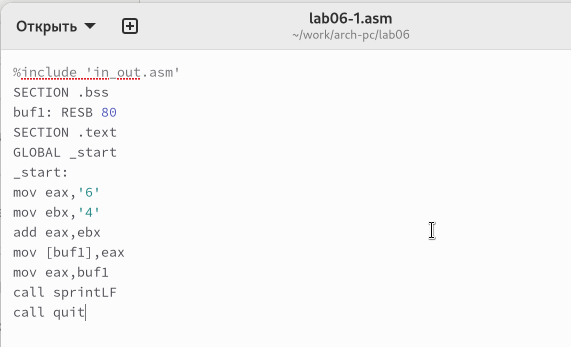 Открыть
lab06-1.asm
~/work/arch-pc/lab06
%include 'in_out.asm'
SECTION .bss
buf1: RESB 80
SECTION .text
GLOBAL _start
_start:
mov eax,'6'
mov ebx,'4'
add eax,ebx
mov [buf1],eax
mov eax,buf1
call sprintLF
call quit